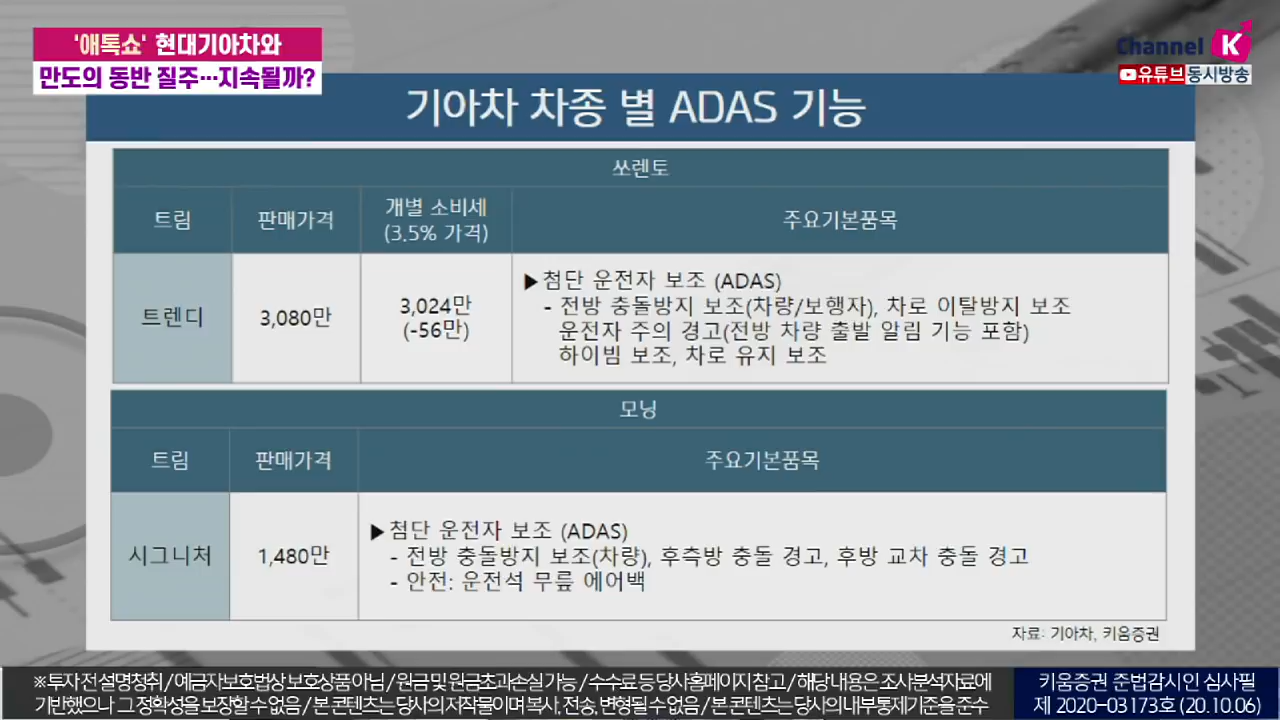 '애톡쇼' 현대기아차와
만도의 동반 질주···지속될까?
Channel K
유튜브 동시방송
기아차 차종 별 ADAS 기능
쏘렌토
트림
판매가격
개별 소비세
(3.5% 가격)
주요기본품목
트렌디
3,080만
3,024만
(-56만)
▶첨단 운전자 보조 (ADAS)
- 전방 충돌방지 보조(차량/보행자), 차로 이탈방지 보조
운전자 주의 경고(전방 차량 출발 알림 기능 포함)
하이빔 보조, 차로 유지 보조
모닝
트림
판매가격
주요기본품목
시그니처
1,480만
▶첨단 운전자 보조 (ADAS)
- 전방 충돌방지 보조(차량), 후측방 충돌 경고, 후방 교차 충돌 경고
- 안전: 운전석 무릎 에어백
자료: 기아차, 키움증권
※투자 전 설명청취 / 예금자보호법상 보호상품 아님 / 원금 및 원금초과손실 가능 / 수수료 등 당사홈페이지 참고 / 해당 내용은 조사분석자료에
기반했으나 그 정확성을 보장할 수 없음 / 본 콘텐츠는 당사의 저작물이며 복사, 전송, 변형될 수 없음 / 본 콘텐츠는 당사의 내부통제기준을 준수
키움증권 준법감시인 심사필
제 2020-03173호 (20.10.06)